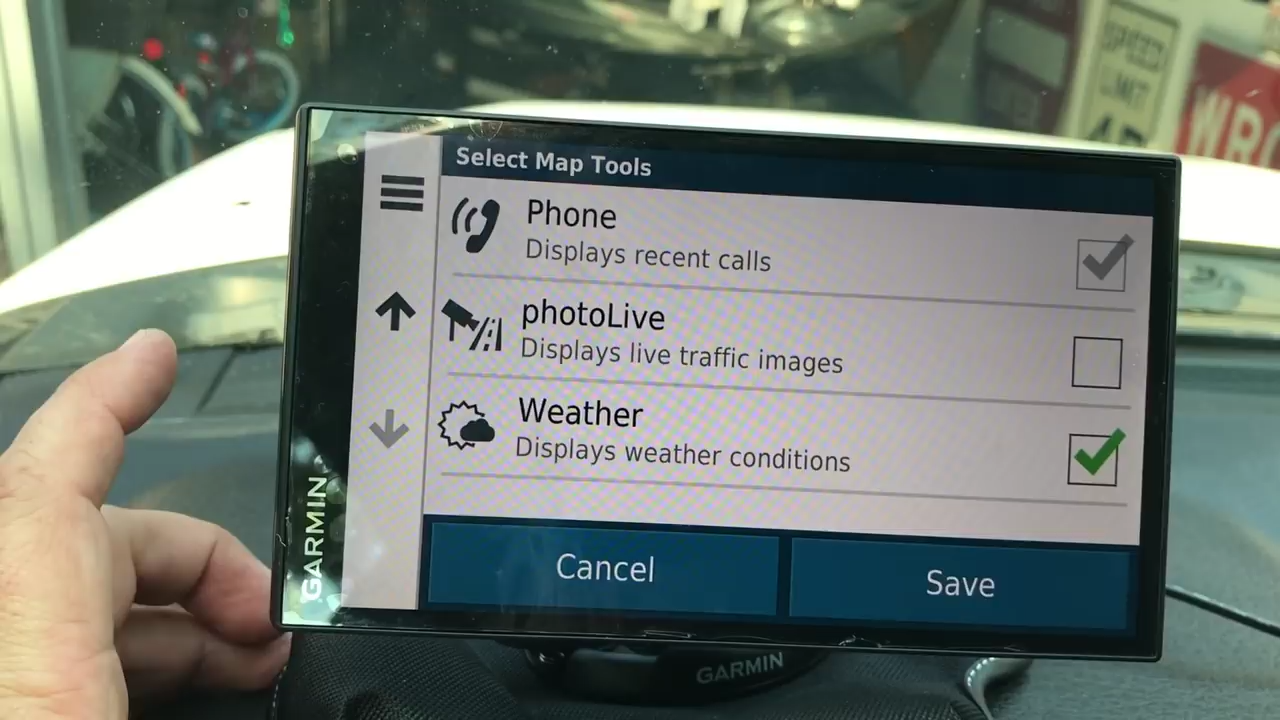 SPEED
LIMIT
WRO
Select Map Tools
Phone
Displays recent calls
photoLive
Displays live traffic images
Weather
Displays weather conditions
Cancel
Save
GARMIN
GARMIN